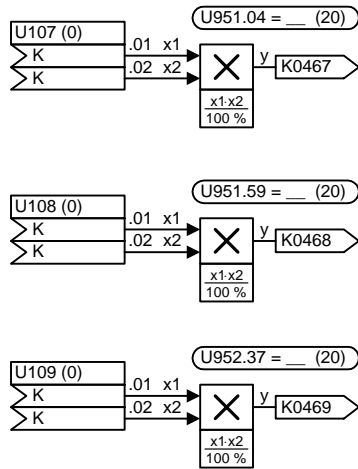 U951.04 = __ (20)
U107 (0)
K .01 x1
K .02 x2
y K0467
x1·x2
100 %
U951.59 = __ (20)
U108 (0)
K .01 x1
K .02 x2
y K0468
x1·x2
100 %
U952.37 = __ (20)
U109 (0)
K .01 x1
K .02 x2
y K0469
x1·x2
100 %